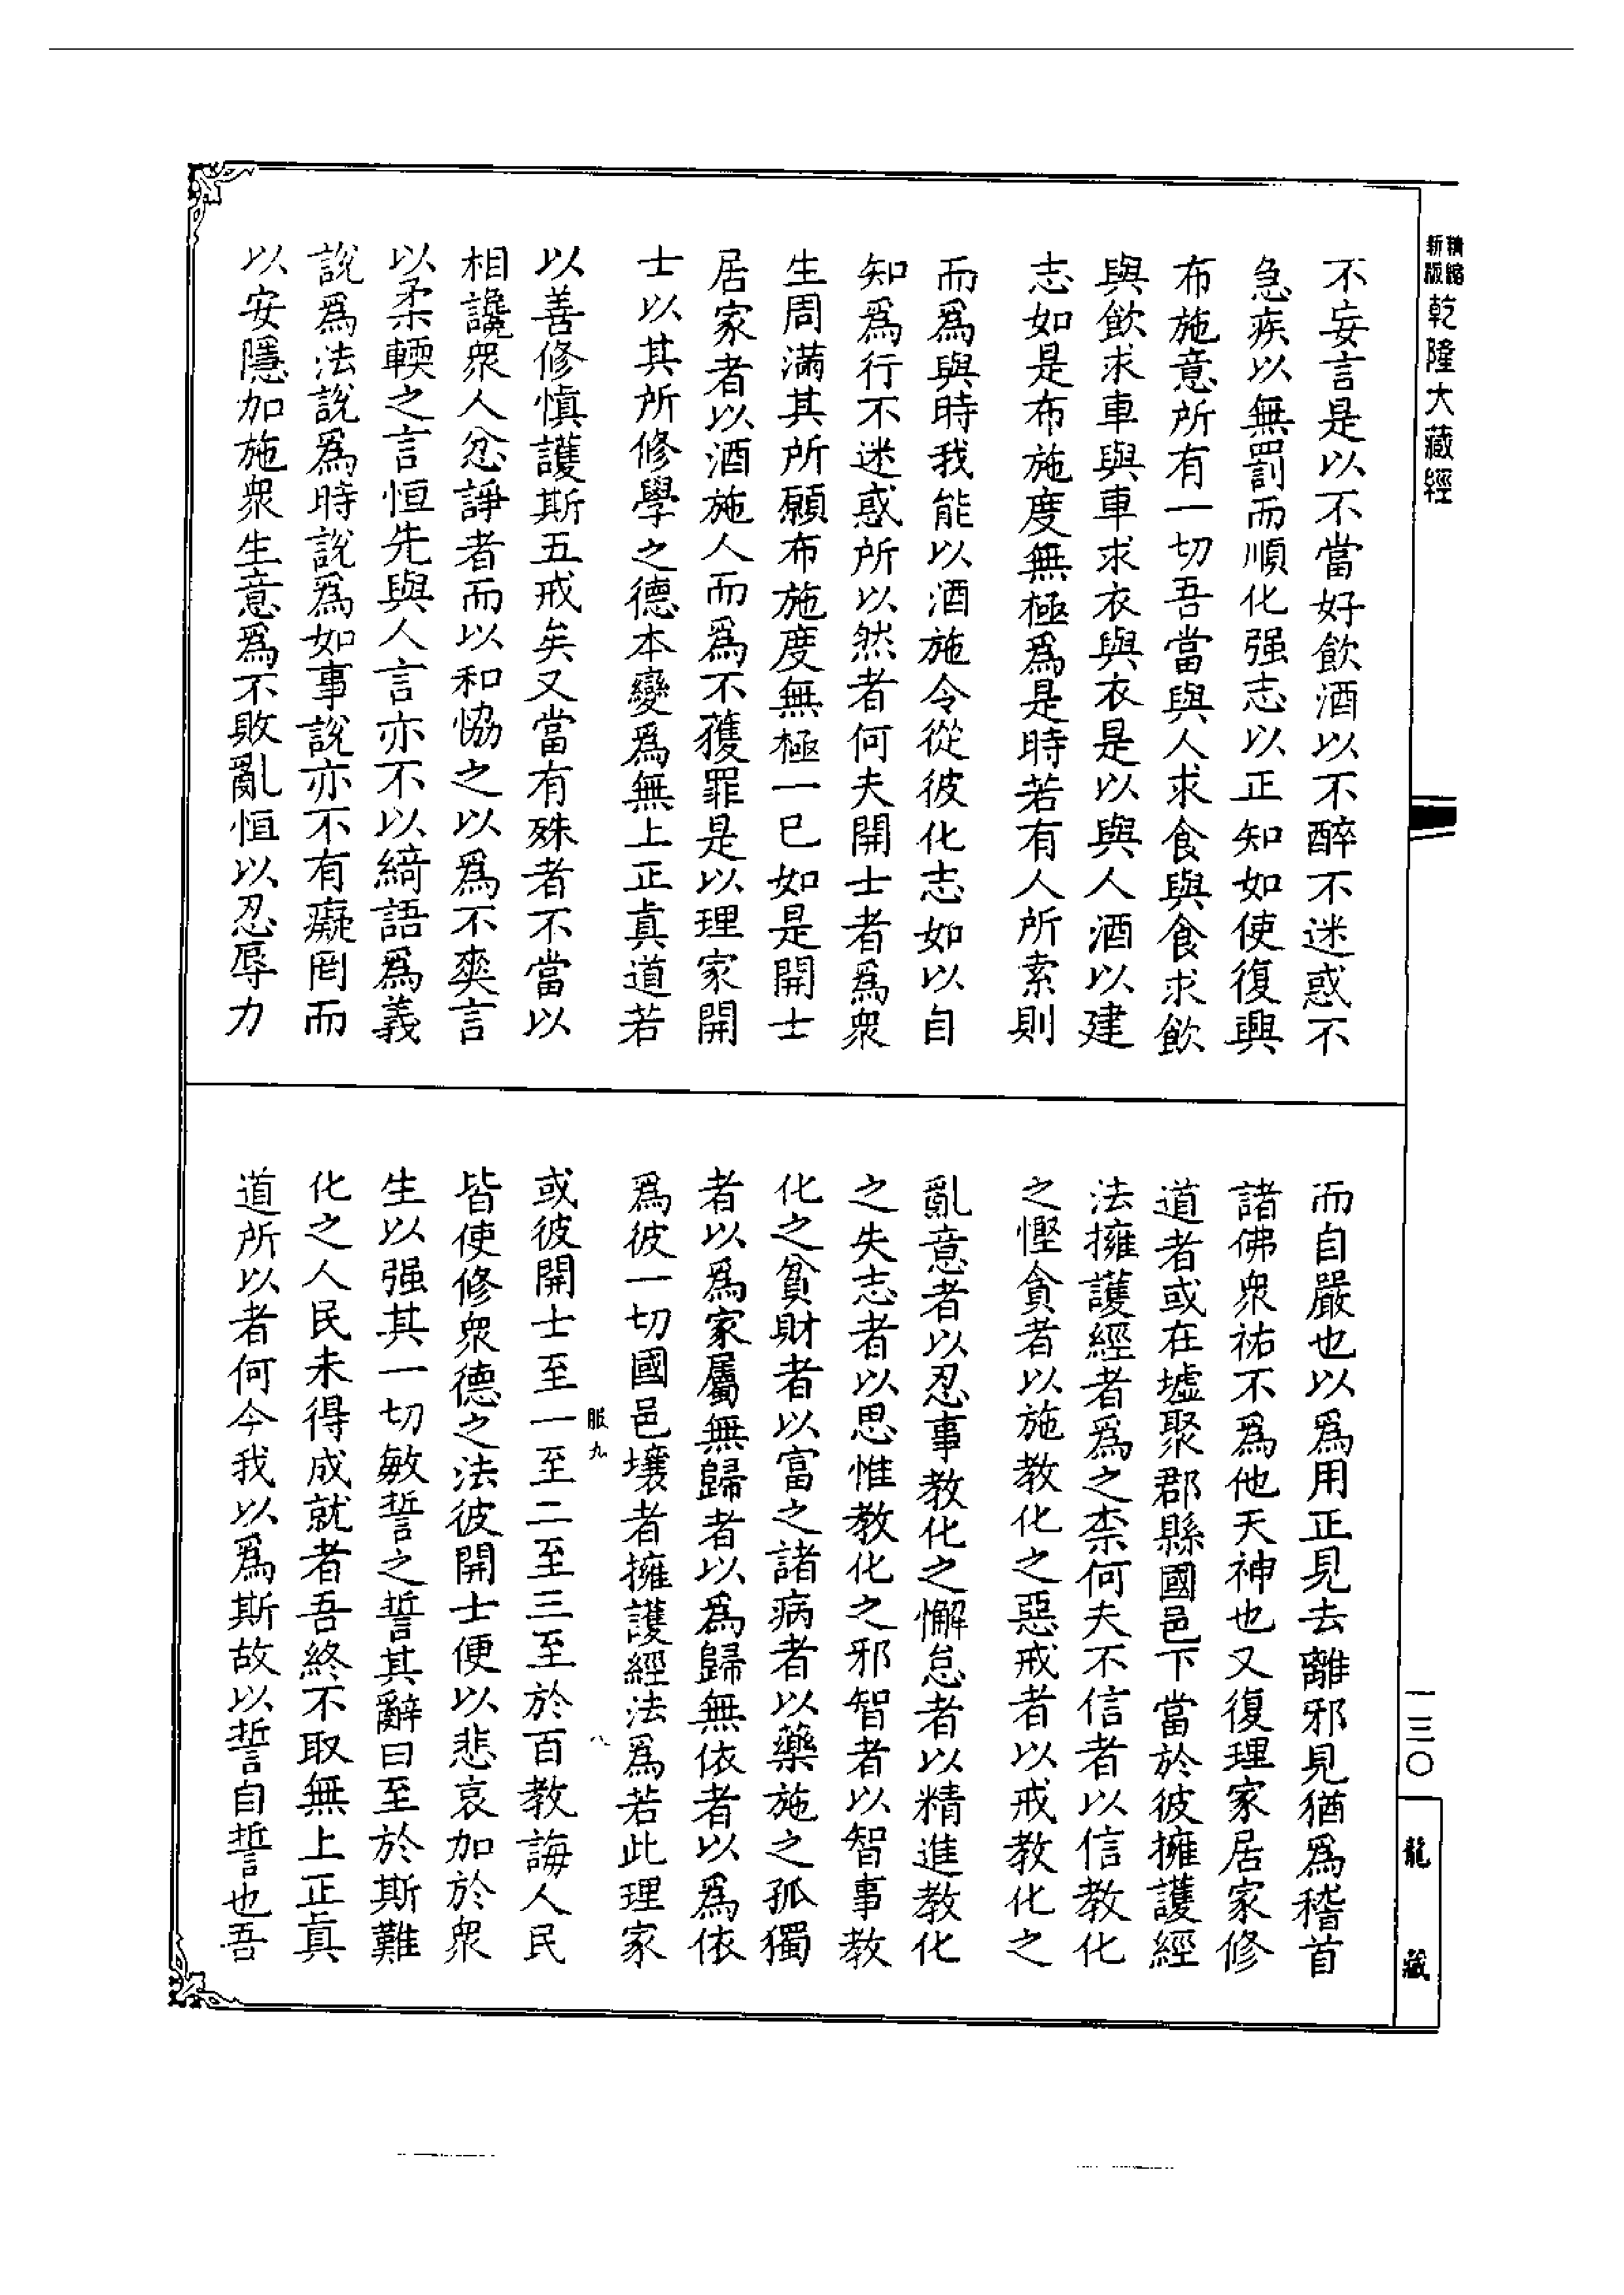 精縮新版乾隆大藏經
不妄言是以不當好飲酒以不醉不迷惑不
急疾以無罰而順化强志以正知如使復興
布施意所有一切吾當與人求食與食求飲
與飲求車與車求衣與衣是以與人酒以建
志如是布施度無極爲是時若有人所索則
而爲與時我能以酒施令從彼化志如以自
知爲行不迷惑所以然者何夫開士者爲衆
生周滿其所願布施度無極一巳如是開士
居家者以酒施人而爲不獲罪是以理家開
士以其所修學之德本變爲無上正真道若
以善修慎護斯五戒矣又當有殊者不當以
相讒衆人忿諍者而以和恊之以爲不爽言
以柔輭之言恒先與人言亦不以綺語爲義
說爲法說爲時說爲如事說亦不有癡罔而
以安隱加施衆生意爲不敗亂恒以忍辱力
而自嚴也以爲用正見去離邪見猶爲稽首
諸佛衆祐不爲他天神也又復理家居家修
道者或在墟聚郡縣國邑下當於彼擁護經
法擁護經者爲之柰何夫不信者以信教化
之慳貪者以施教化之惡戒者以戒教化之
亂意者以忍事教化之懈怠者以精進教化
之失志者以思惟教化之邪智者以智事教
化之貧財者以富之諸病者以藥施之孤獨
者以爲家屬無歸者以爲歸無依者以爲依
爲彼一切國邑壤者擁護經法爲若此理家
服九
八
或彼開士至一至二至三至於百教誨人民
皆使修衆德之法彼開士便以悲哀加於衆
生以强其一切敏誓之誓其辭曰至於斯難
化之人民未得成就者吾終不取無上正真
道所以者何今我以爲斯故以誓自誓也吾
一三〇
龍藏